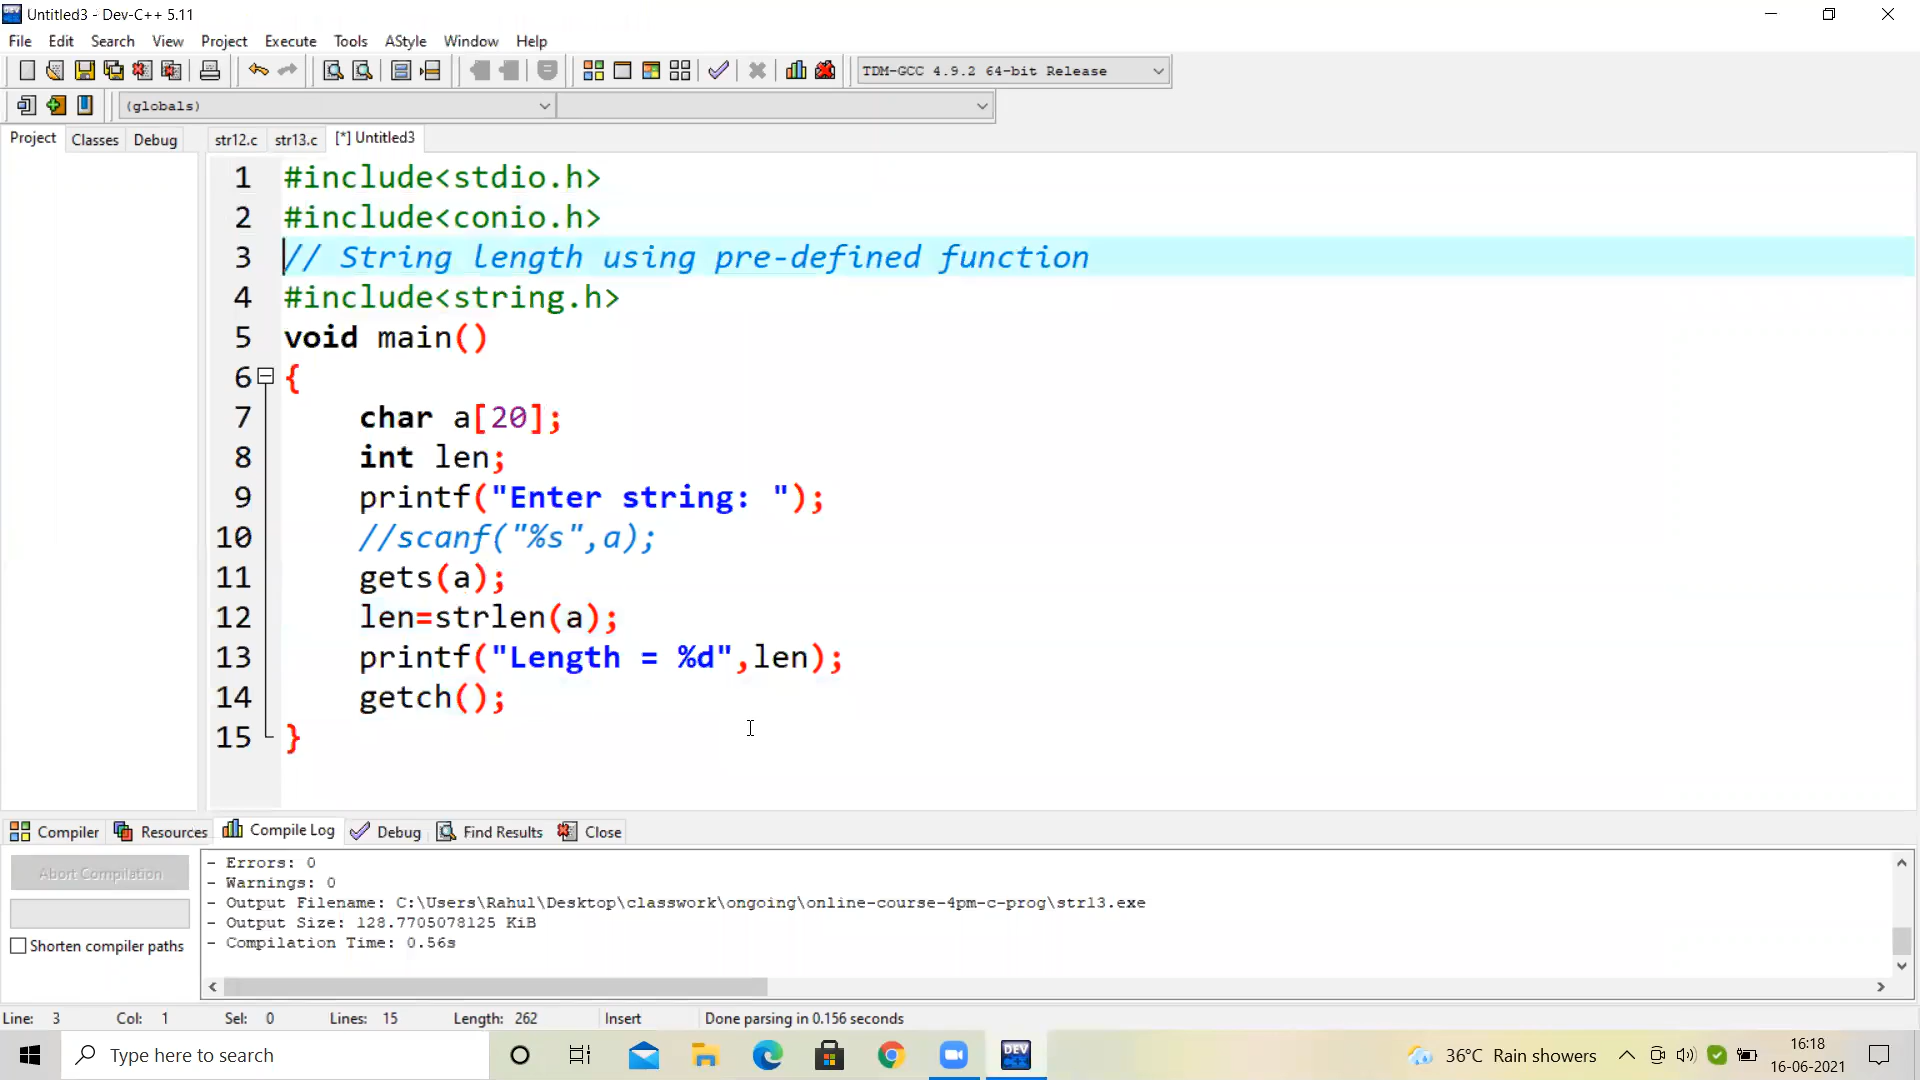 Untitled3 - Dev-C++ 5.11
File Edit Search View Project Execute Tools AStyle Window Help
TDM-GCC 4.9.2 64-bit Release
(globals)
Project Classes Debug str12.c str13.c [*] Untitled3
1 #include<stdio.h>
2 #include<conio.h>
3 // String length using pre-defined function
4 #include<string.h>
5 void main()
6 {
7 char a[20];
8 int len;
9 printf("Enter string: ");
10 //scanf("%s",a);
11 gets(a);
12 len=strlen(a);
13 printf("Length = %d",len);
14 getch();
15 }
Compiler Resources Compile Log Debug Find Results Close
Abort Compilation
Shorten compiler paths
- Errors: 0
- Warnings: 0
- Output Filename: C:\Users\Rahul\Desktop\classwork\ongoing\online-course-4pm-c-prog\str13.exe
- Output Size: 128.7705078125 KiB
- Compilation Time: 0.56s
Line: 3 Col: 1 Sel: 0 Lines: 15 Length: 262 Insert Done parsing in 0.156 seconds
Type here to search
DEV
36°C Rain showers
16:18
16-06-2021